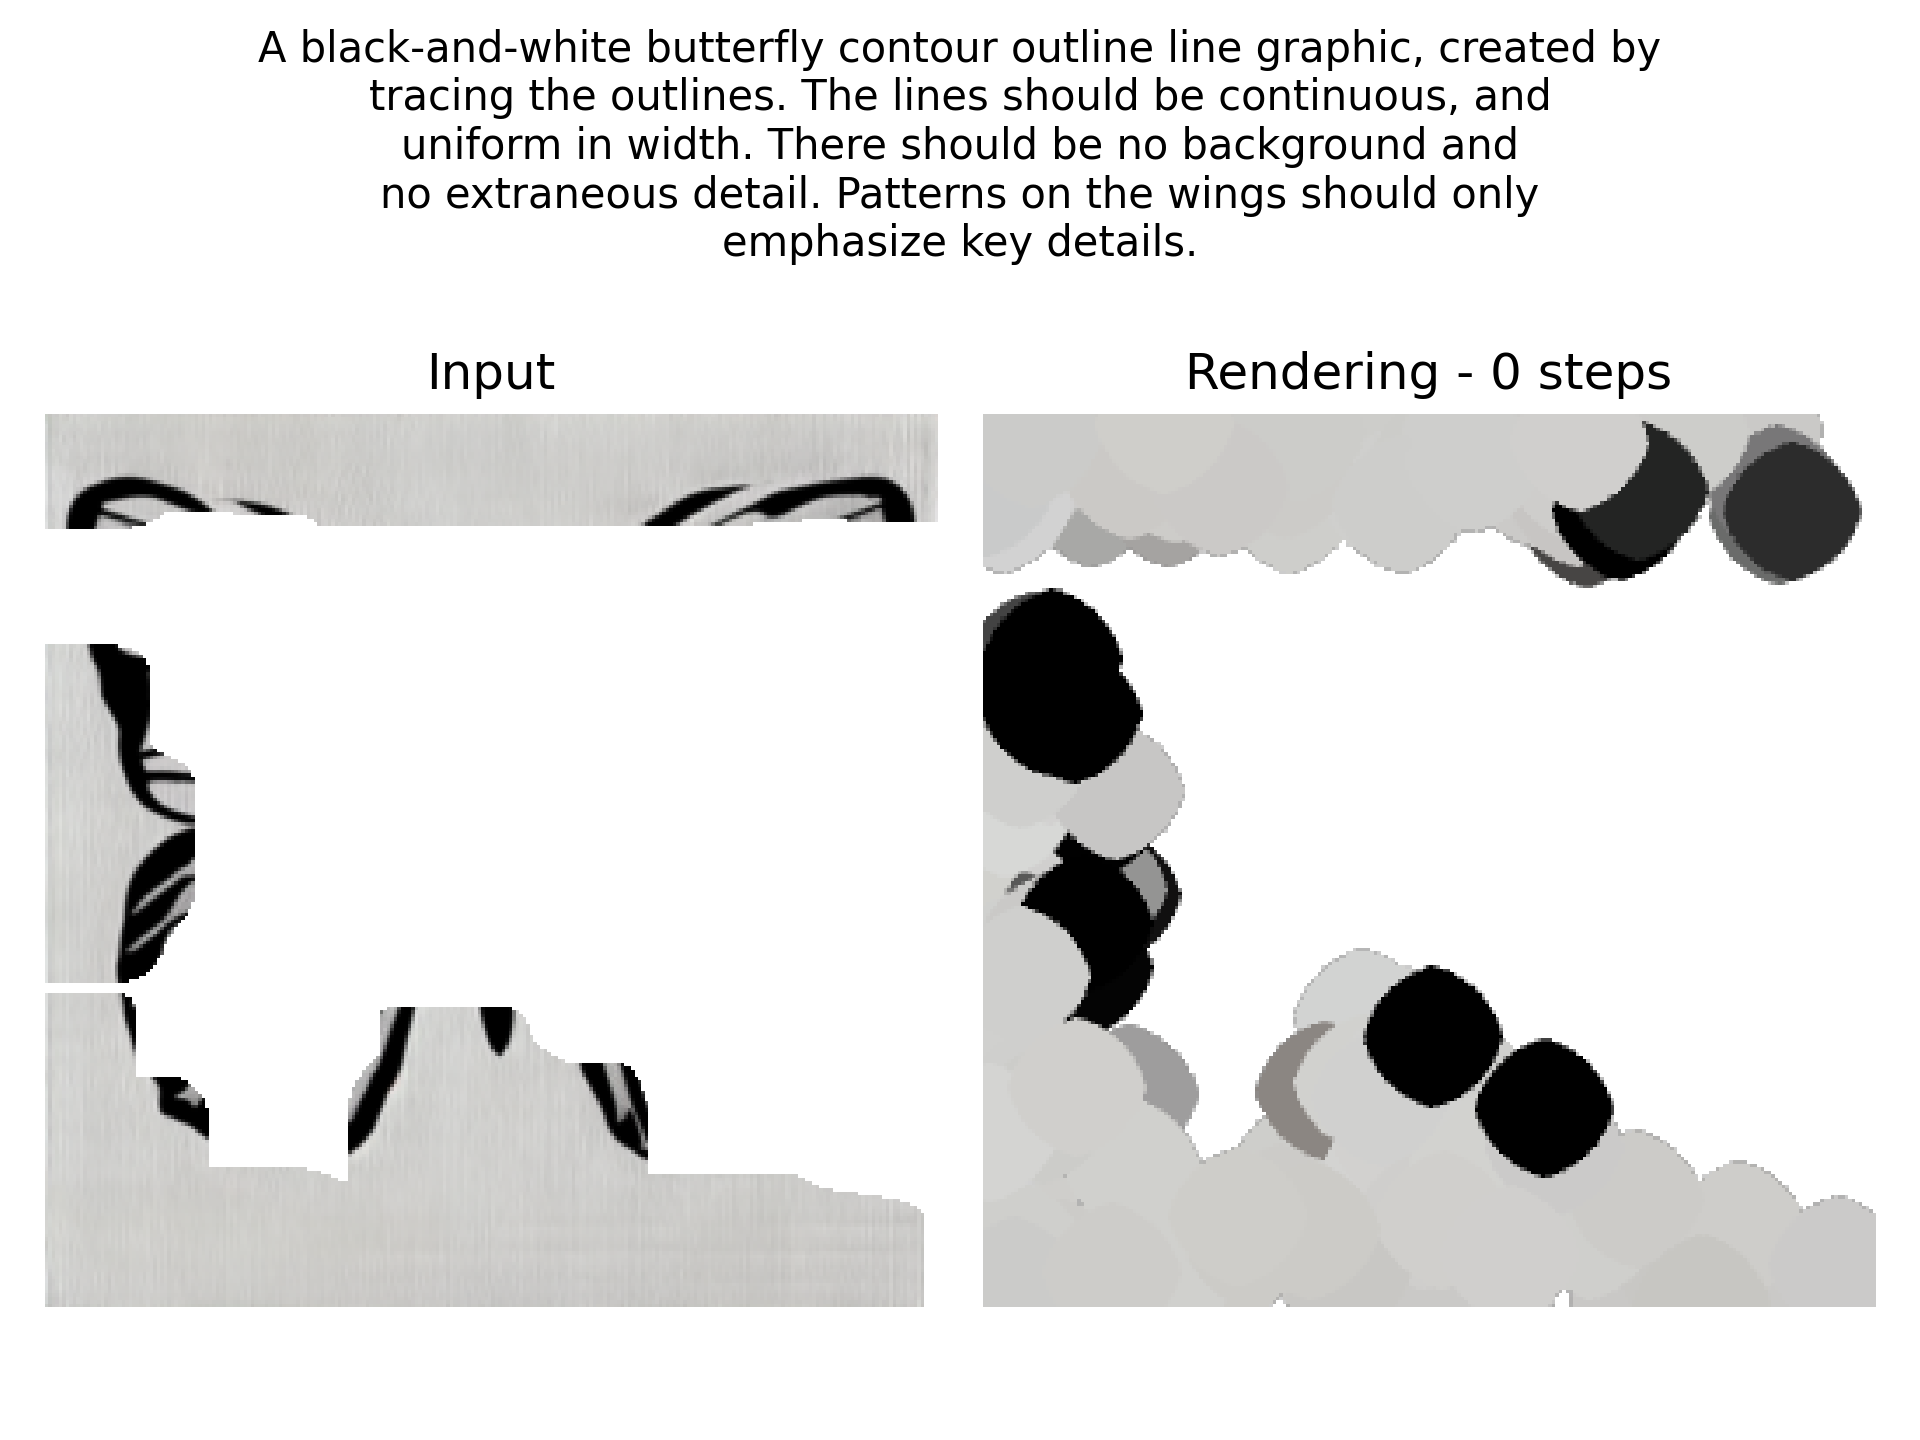 A black-and-white butterfly contour outline line graphic, created by
tracing the outlines. The lines should be continuous, and
uniform in width. There should be no background and
no extraneous detail. Patterns on the wings should only
emphasize key details.
Input
Rendering - 0 steps